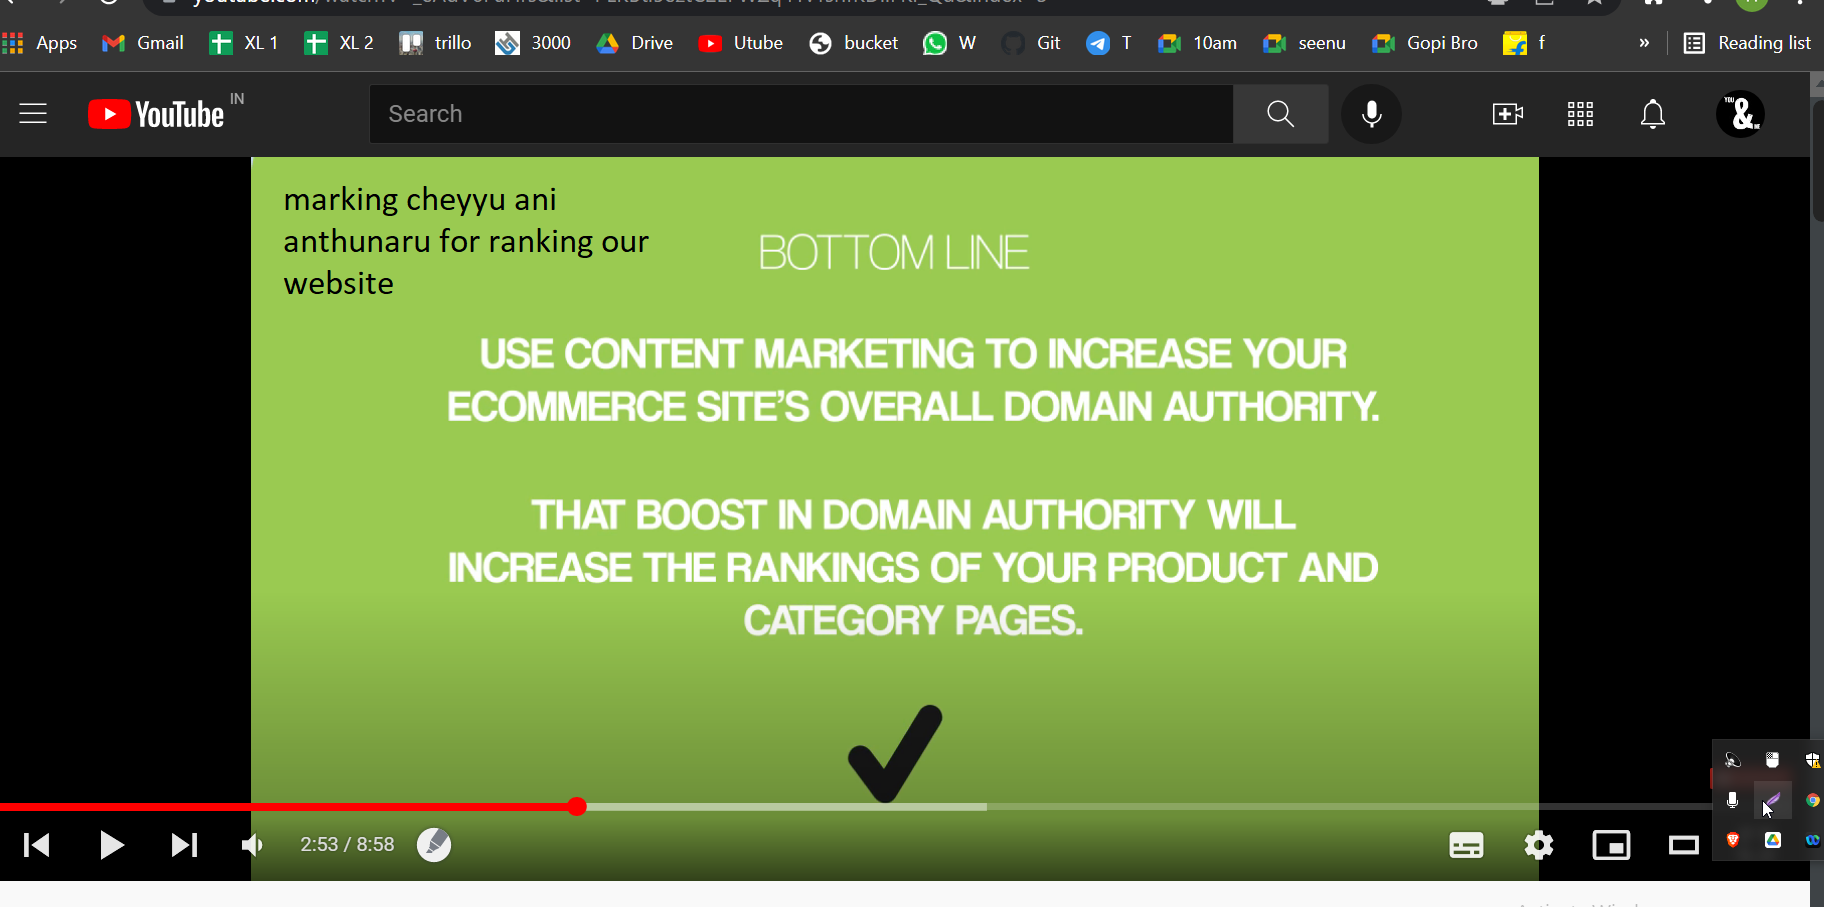 Apps Gmail XL 1 XL 2 trillo 3000 Drive Utube bucket W Git T 10am seenu Gopi Bro f » Reading list
YouTube IN
Search
YOU &
marking cheyyu ani
anthunaru for ranking our
website
BOTTOM LINE
USE CONTENT MARKETING TO INCREASE YOUR
ECOMMERCE SITE'S OVERALL DOMAIN AUTHORITY.
THAT BOOST IN DOMAIN AUTHORITY WILL
INCREASE THE RANKINGS OF YOUR PRODUCT AND
CATEGORY PAGES.
2:53 / 8:58